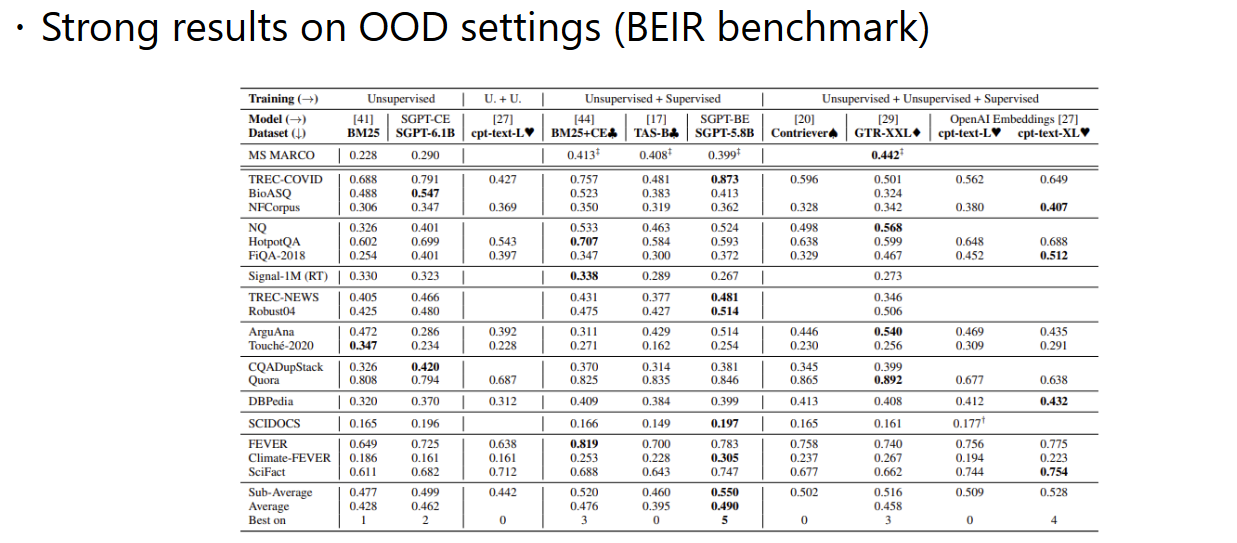 · Strong results on OOD settings (BEIR benchmark)
Training (→) Unsupervised U. + U. Unsupervised + Supervised Unsupervised + Unsupervised + Supervised
Model (→) [41] SGPT-CE [27] [44] [17] SGPT-BE [20] [29] OpenAI Embeddings [27]
Dataset (↓) BM25 SGPT-6.1B cpt-text-L♥ BM25+CE♣ TAS-B♣ SGPT-5.8B Contriever♠ GTR-XXL♦ cpt-text-L♥ cpt-text-XL♥
MS MARCO 0.228 0.290 0.413‡ 0.408‡ 0.399‡ 0.442‡
TREC-COVID 0.688 0.791 0.427 0.757 0.481 0.873 0.596 0.501 0.562 0.649
BioASQ 0.488 0.547 0.523 0.383 0.413 0.324
NFCorpus 0.306 0.347 0.369 0.350 0.319 0.362 0.328 0.342 0.380 0.407
NQ 0.326 0.401 0.533 0.463 0.524 0.498 0.568
HotpotQA 0.602 0.699 0.543 0.707 0.584 0.593 0.638 0.599 0.648 0.688
FiQA-2018 0.254 0.401 0.397 0.347 0.300 0.372 0.329 0.467 0.452 0.512
Signal-1M (RT) 0.330 0.323 0.338 0.289 0.267 0.273
TREC-NEWS 0.405 0.466 0.431 0.377 0.481 0.346
Robust04 0.425 0.480 0.475 0.427 0.514 0.506
ArguAna 0.472 0.286 0.392 0.311 0.429 0.514 0.446 0.540 0.469 0.435
Touché-2020 0.347 0.234 0.228 0.271 0.162 0.254 0.230 0.256 0.309 0.291
CQADupStack 0.326 0.420 0.370 0.314 0.381 0.345 0.399
Quora 0.808 0.794 0.687 0.825 0.835 0.846 0.865 0.892 0.677 0.638
DBPedia 0.320 0.370 0.312 0.409 0.384 0.399 0.413 0.408 0.412 0.432
SCIDOCS 0.165 0.196 0.166 0.149 0.197 0.165 0.161 0.177†
FEVER 0.649 0.725 0.638 0.819 0.700 0.783 0.758 0.740 0.756 0.775
Climate-FEVER 0.186 0.161 0.161 0.253 0.228 0.305 0.237 0.267 0.194 0.223
SciFact 0.611 0.682 0.712 0.688 0.643 0.747 0.677 0.662 0.744 0.754
Sub-Average 0.477 0.499 0.442 0.520 0.460 0.550 0.502 0.516 0.509 0.528
Average 0.428 0.462 0.476 0.395 0.490 0.458
Best on 1 2 0 3 0 5 0 3 0 4